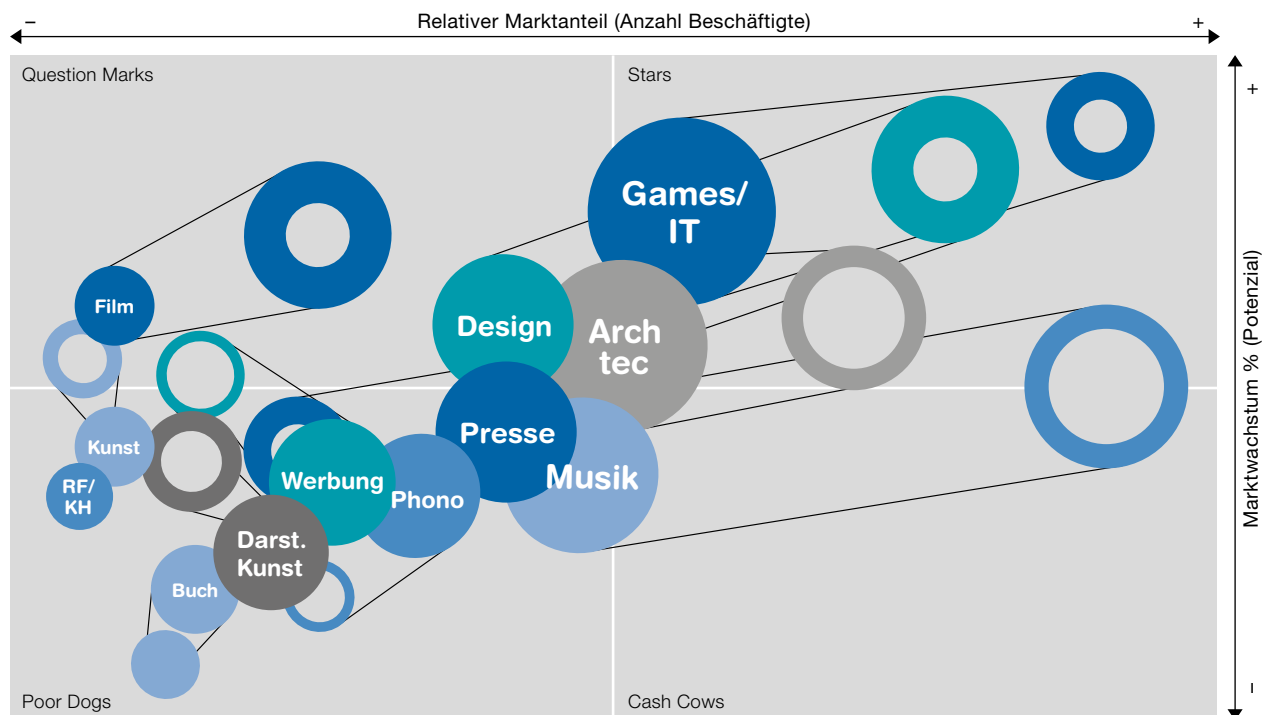 − Relativer Marktanteil (Anzahl Beschäftigte) +
Question Marks
Stars
+
Games/
IT
Film
Design
Arch
tec
Marktwachstum % (Potenzial)
Presse
Kunst
Werbung
Musik
RF/
KH
Phono
Darst.
Kunst
Buch
−
Poor Dogs
Cash Cows